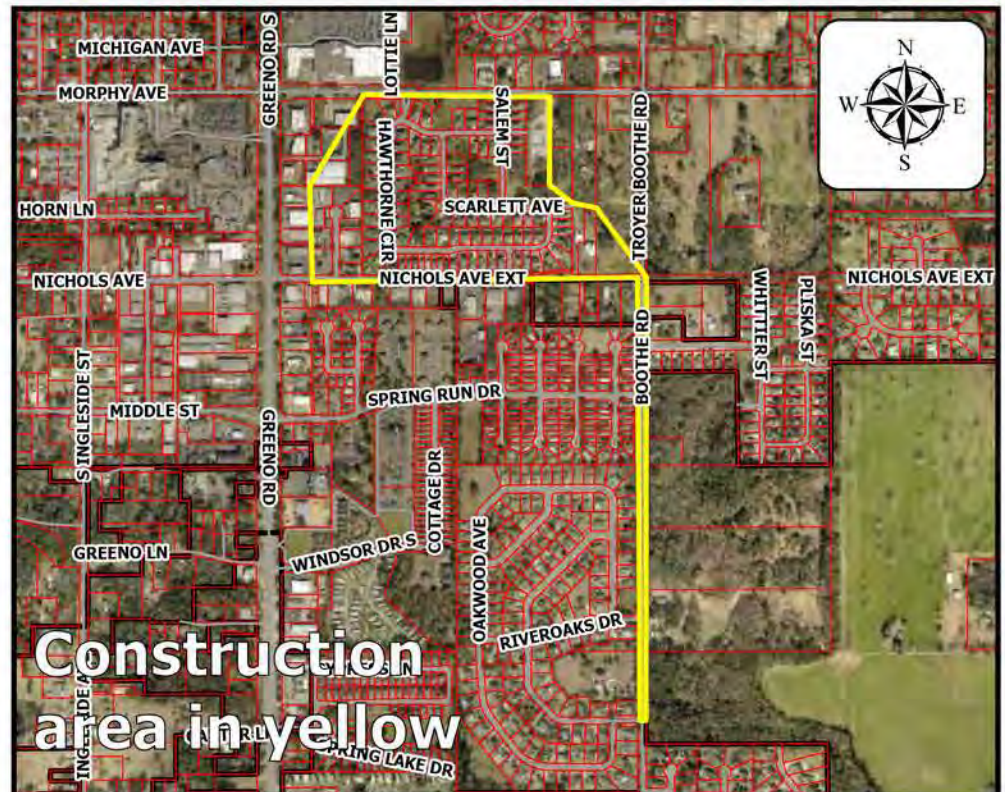 MICHIGAN AVE
MORPHY AVE
GREENO RD S
LOTTIE LN
HAWTHORNE CIR
SALEM ST
TROYER BOOTHE RD
N
W
E
S
HORN LN
SCARLETT AVE
NICHOLS AVE
NICHOLS AVE EXT
NICHOLS AVE EXT
WHITTIER ST
PLISKA ST
BOOTHE RD
S INGLESIDE ST
MIDDLE ST
SPRING RUN DR
GREENO RD
COTTAGE DR
GREENO LN
WINDSOR DR S
OAKWOOD AVE
RIVEROAKS DR
Construction
area in yellow
SPRING LAKE DR